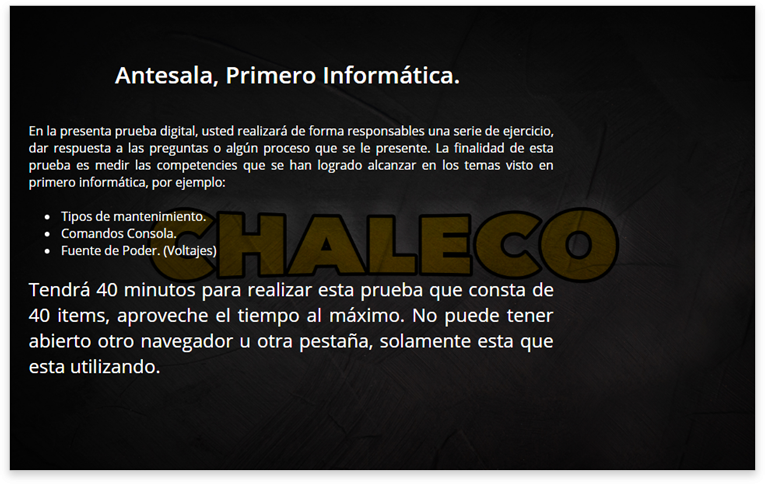 Antesala, Primero Informática.
En la presenta prueba digital, usted realizará de forma responsables una serie de ejercicio,
dar respuesta a las preguntas o algún proceso que se le presente. La finalidad de esta
prueba es medir las competencies que se han logrado alcanzar en los temas visto en
primero informática, por ejemplo:
• Tipos de mantenimiento.
• Comandos Consola.
• Fuente de Poder. (Voltajes)
CHALECO
Tendrá 40 minutos para realizar esta prueba que consta de
40 items, aproveche el tiempo al máximo. No puede tener
abierto otro navegador u otra pestaña, solamente esta que
esta utilizando.